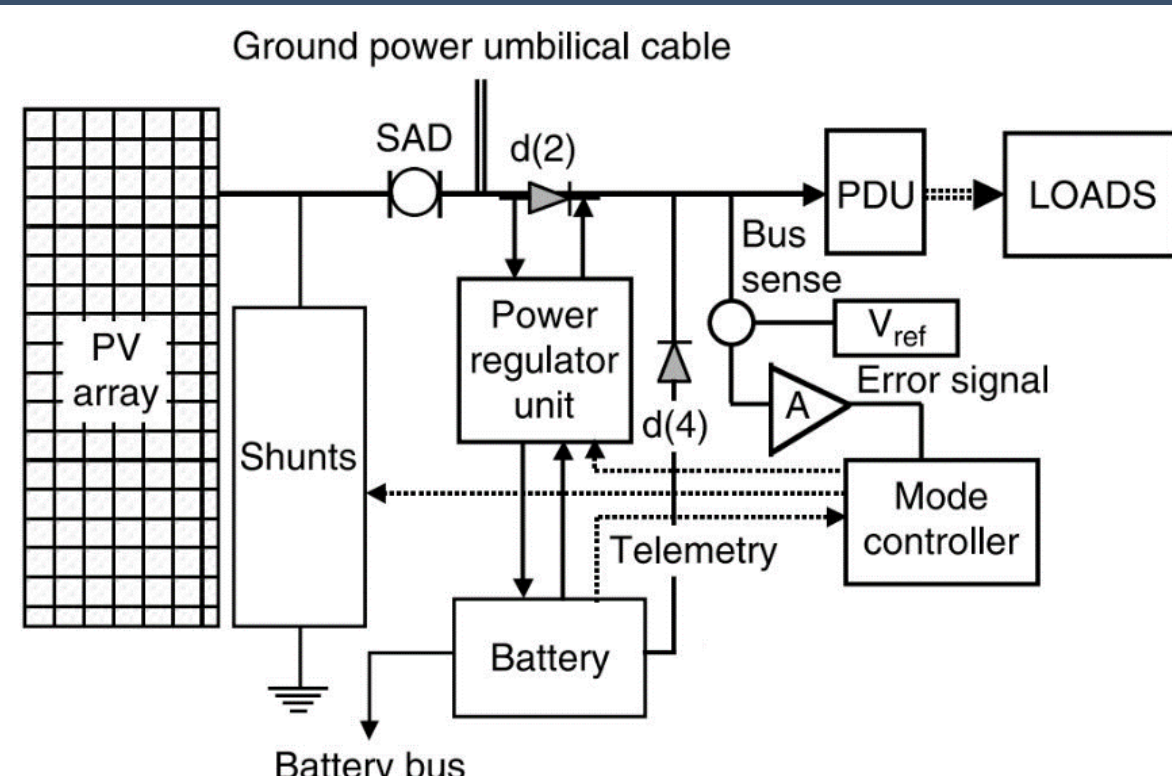 Ground power umbilical cable
SAD
d(2)
PDU
LOADS
Bus
sense
Power
regulator
unit
V_ref
PV
array
Error signal
A
d(4)
Shunts
Mode
controller
Telemetry
Battery
Battery bus